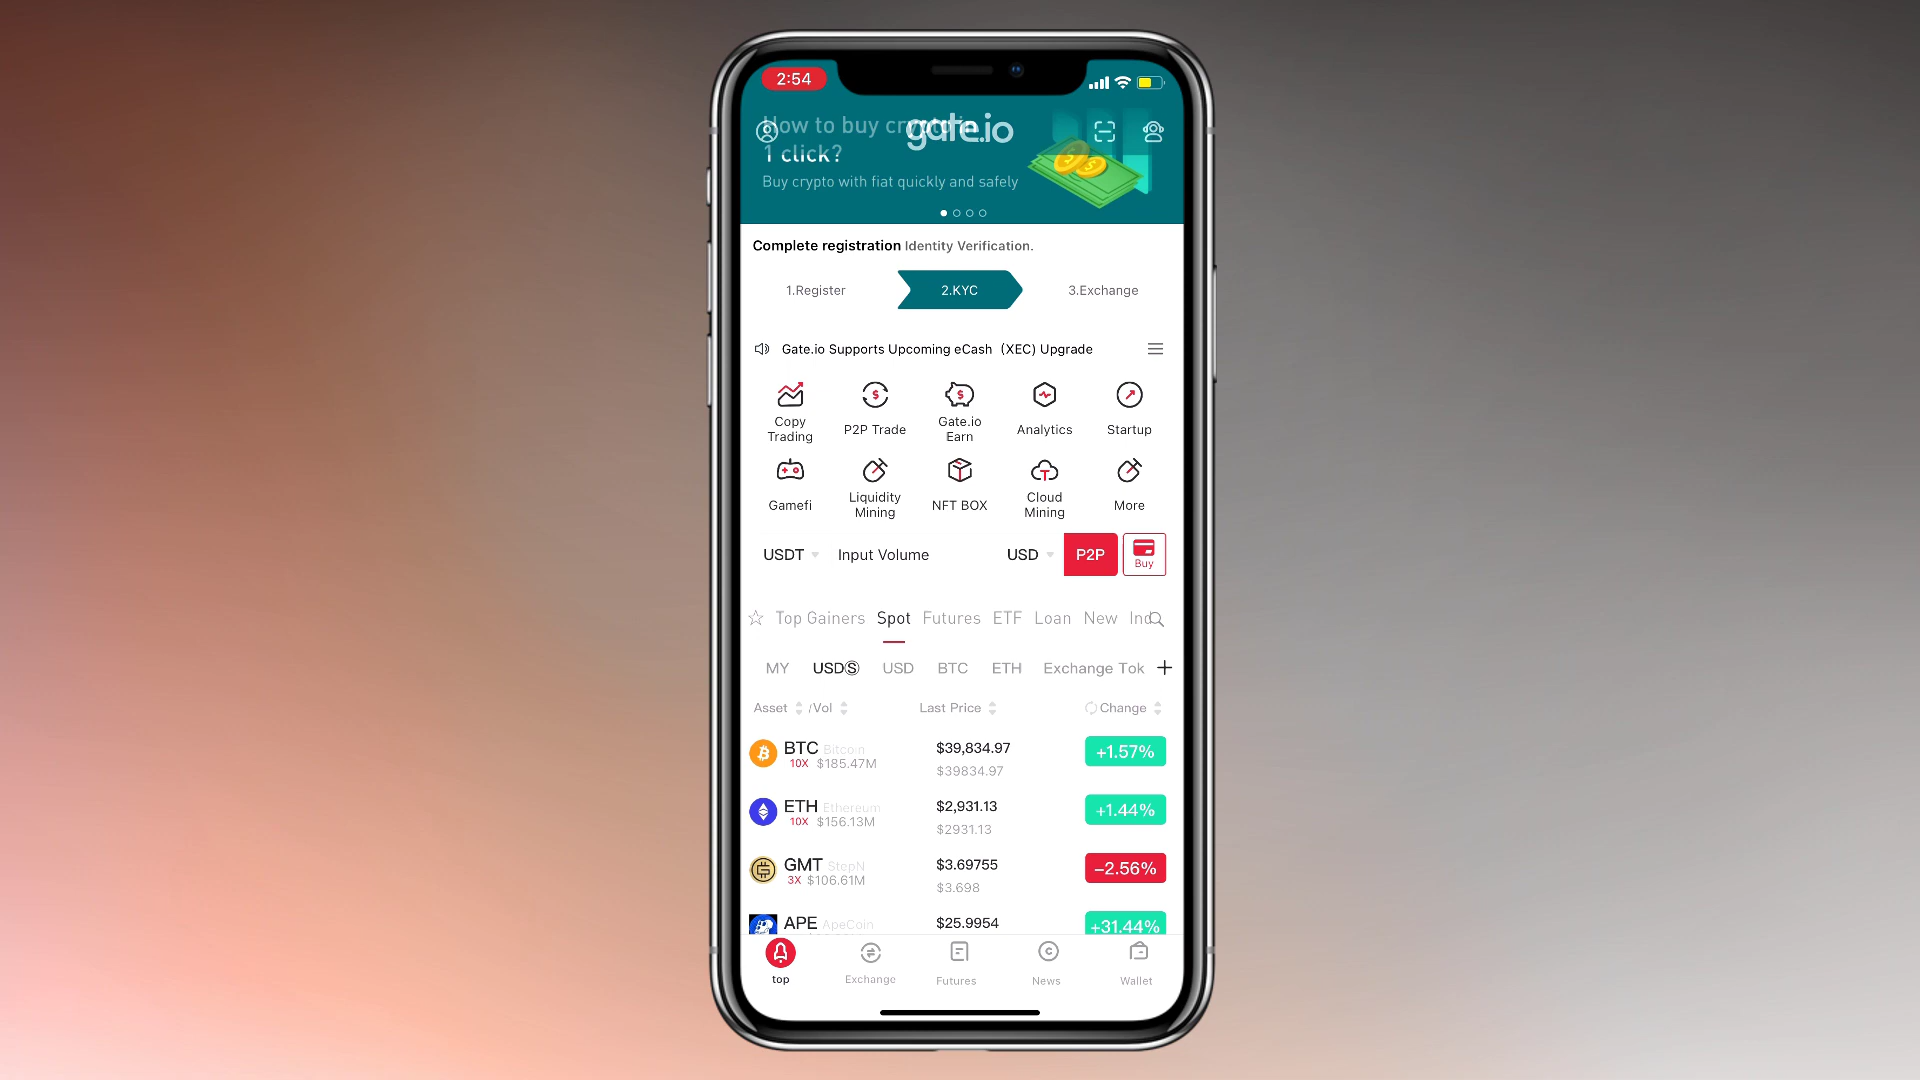 2:54
How to buy crypto in
gate.io
1 click?
Buy crypto with fiat quickly and safely
Complete registration Identity Verification.
1.Register 2.KYC 3.Exchange
Gate.io Supports Upcoming eCash (XEC) Upgrade
Copy Trading P2P Trade Gate.io Earn Analytics Startup
Gamefi Liquidity Mining NFT BOX Cloud Mining More
USDT Input Volume USD P2P Buy
Top Gainers Spot Futures ETF Loan New Ind
MY USDⓈ USD BTC ETH Exchange Tok +
Asset /Vol Last Price Change
BTC Bitcoin $39,834.97 +1.57%
10X $185.47M $39834.97
ETH Ethereum $2,931.13 +1.44%
10X $156.13M $2931.13
GMT StepN $3.69755 -2.56%
3X $106.61M $3.698
APE ApeCoin $25.9954 +31.44%
top Exchange Futures News Wallet